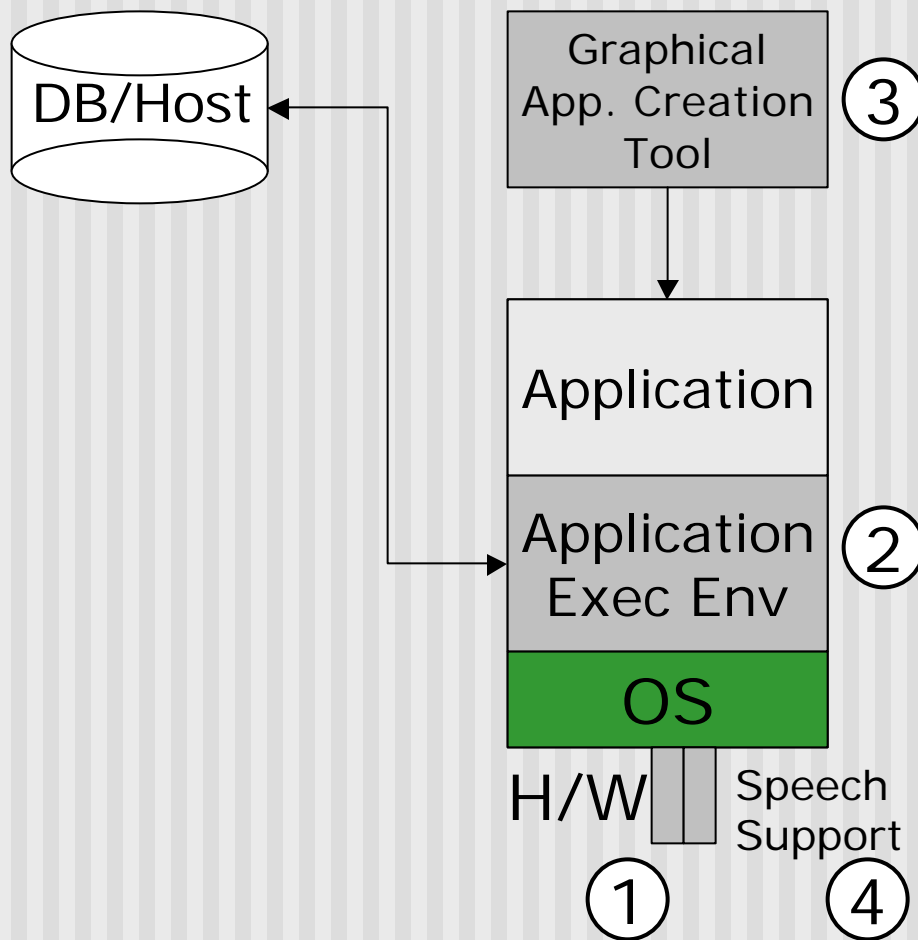 DB/Host
Graphical
App. Creation
Tool
3
Application
Application
Exec Env
2
OS
H/W
Speech
Support
1
4